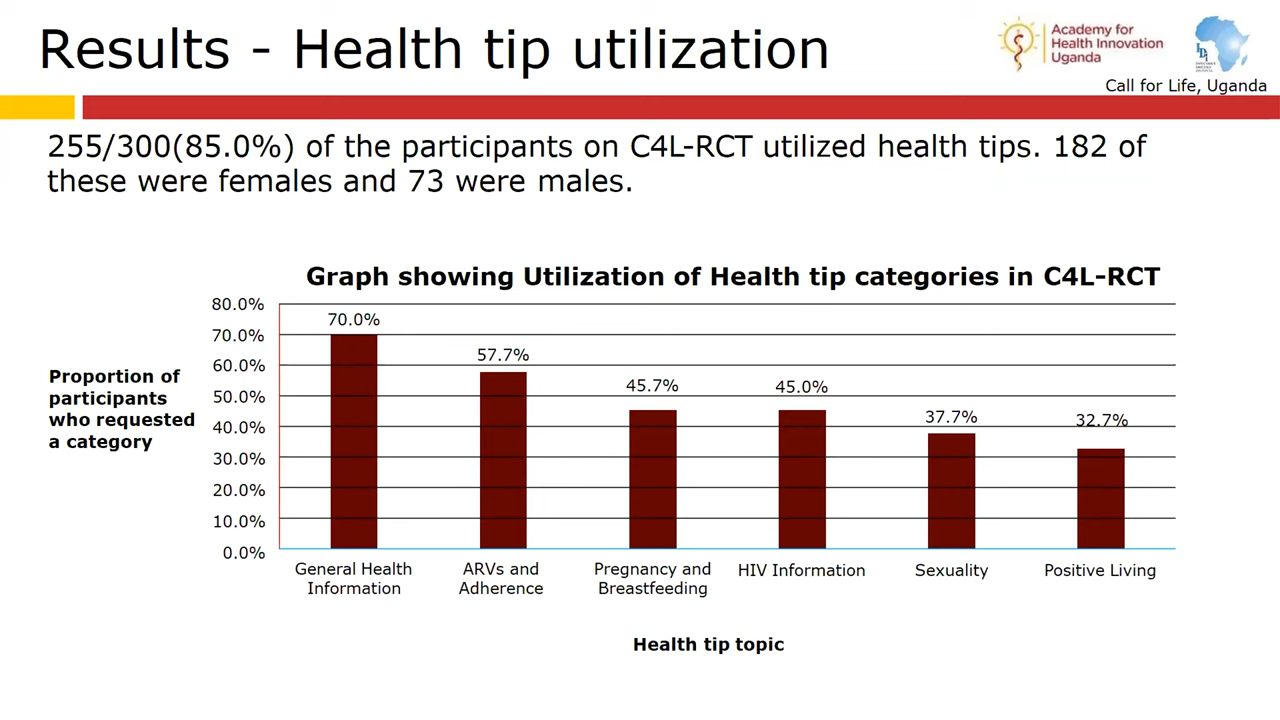 Results - Health tip utilization
Academy for
Health Innovation
Uganda
IDI
Call for Life, Uganda
255/300(85.0%) of the participants on C4L-RCT utilized health tips. 182 of
these were females and 73 were males.
Graph showing Utilization of Health tip categories in C4L-RCT
Proportion of
participants
who requested
a category
80.0%
70.0%
60.0%
50.0%
40.0%
30.0%
20.0%
10.0%
0.0%
70.0%
57.7%
45.7%
45.0%
37.7%
32.7%
General Health
Information
ARVs and
Adherence
Pregnancy and
Breastfeeding
HIV Information
Sexuality
Positive Living
Health tip topic